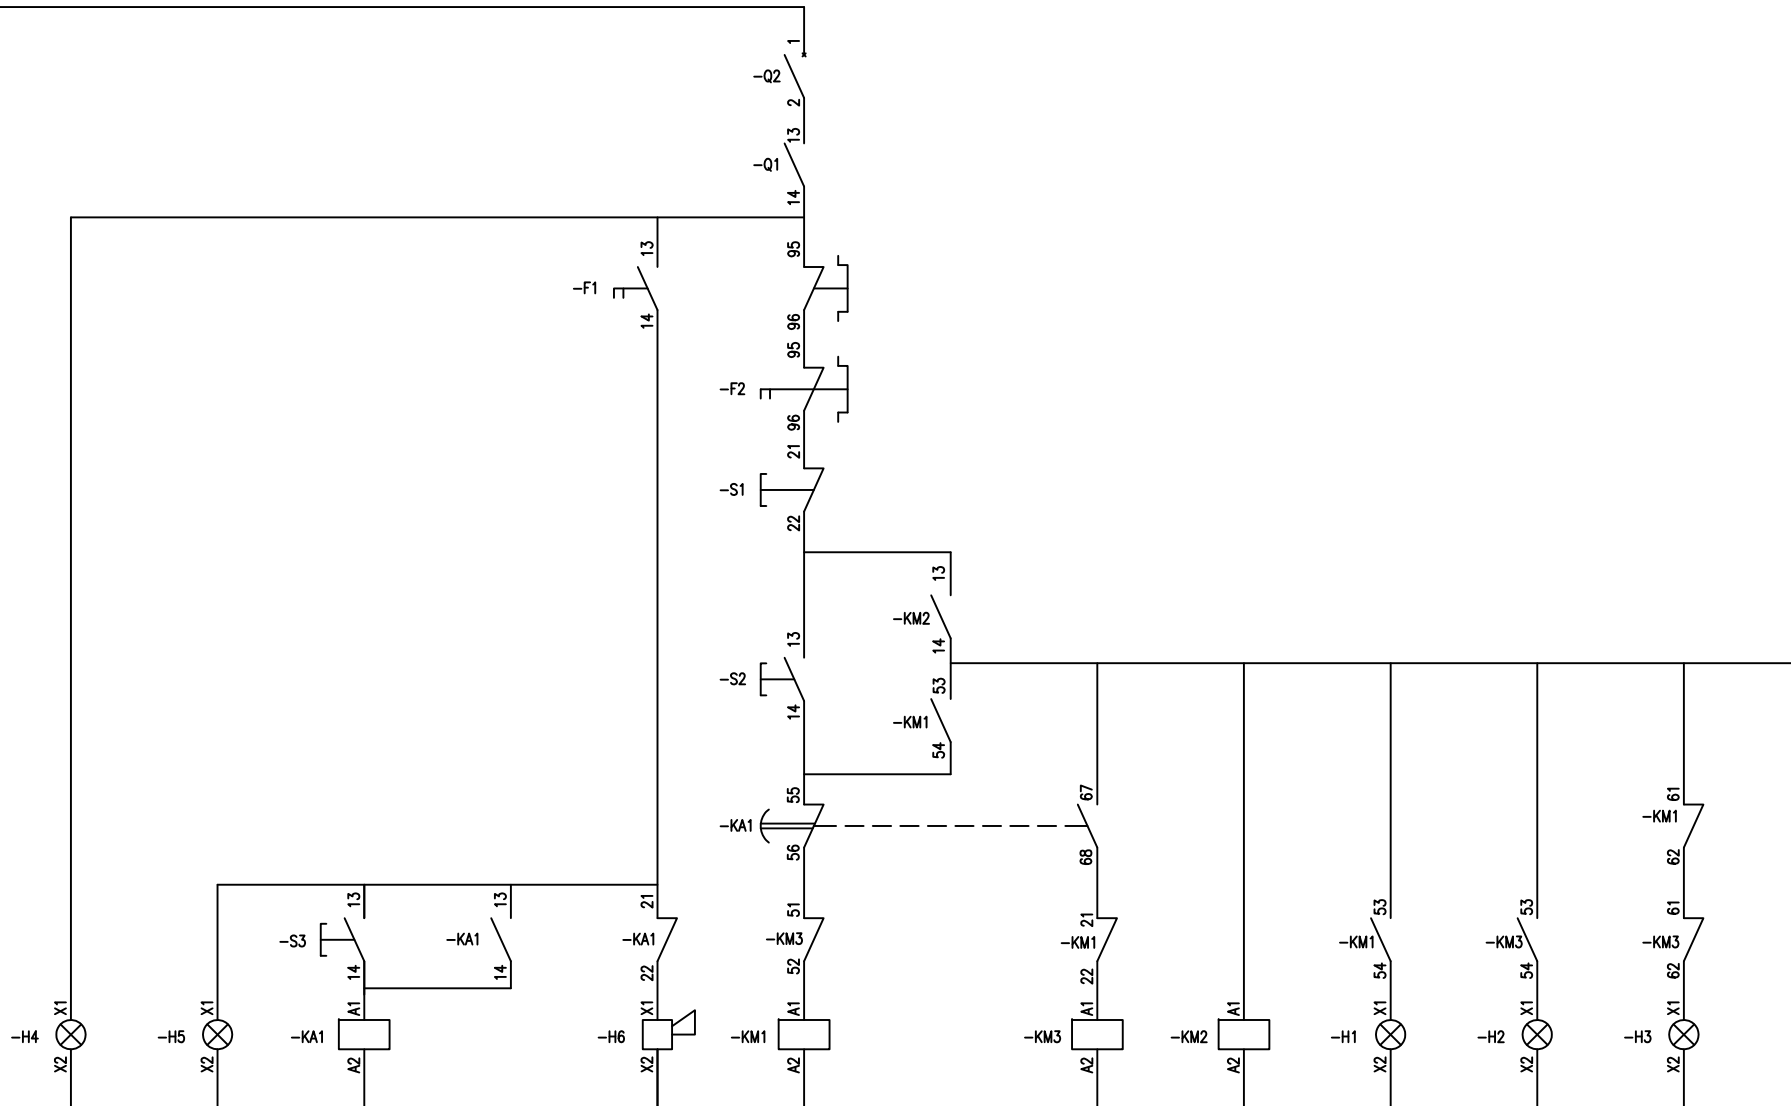 1
-Q2
2
13
-Q1
14
13
-F1
14
95
96
95
-F2
96
21
-S1
22
13
-KM2
14
13
-S2
14
53
-KM1
54
55
-KA1
56
67
68
61
-KM1
62
13
-S3
14
13
-KA1
14
21
-KA1
22
51
-KM3
52
21
-KM1
22
53
-KM1
54
53
-KM3
54
61
-KM3
62
X1
-H4
X2
X1
-H5
X2
A1
-KA1
A2
X1
-H6
X2
A1
-KM1
A2
A1
-KM3
A2
A1
-KM2
A2
X1
-H1
X2
X1
-H2
X2
X1
-H3
X2